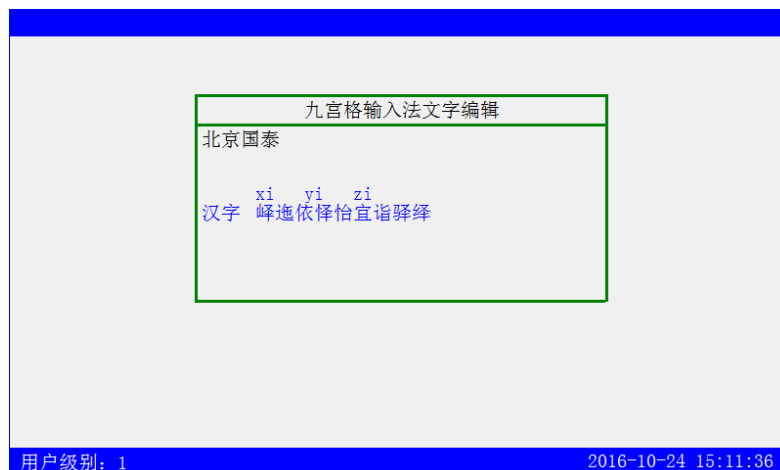 九宫格输入法文字编辑
北京国泰
xi yi zi
汉字 峄迤依怿怡宜诣驿绎
用户级别：1 2016-10-24 15:11:36